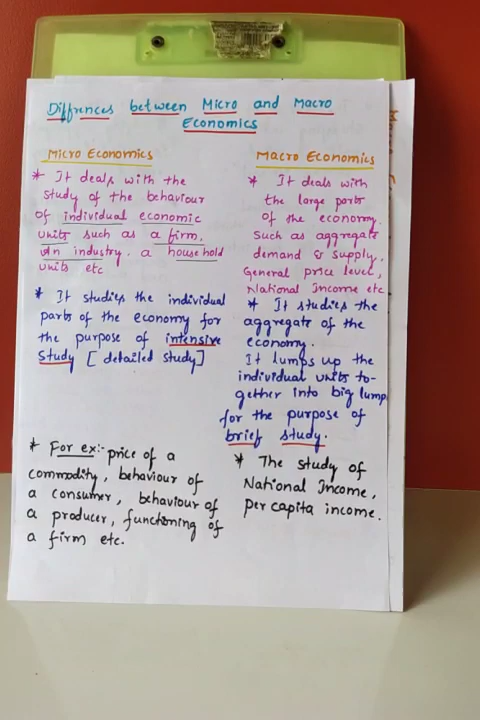 Diffrences between Micro and Macro
Economics
Micro Economics
* It deals with the
study of the behaviour
of individual economic
units such as a firm,
An industry, a household
units etc
* It studies the individual
parts of the economy for
the purpose of intensive
study [detailed study]
* For ex:- price of a
commodity, behaviour of
a consumer, behaviour of
a producer, functioning of
a firm etc.
Macro Economics
* It deals with
the large parts
of the economy.
Such as aggregate
demand & supply,
General price level,
National Income etc
* It studies the
aggregate of the
economy.
It lumps up the
individual units to-
gether into big lump
for the purpose of
brief study.
* The study of
National Income,
Per capita income.